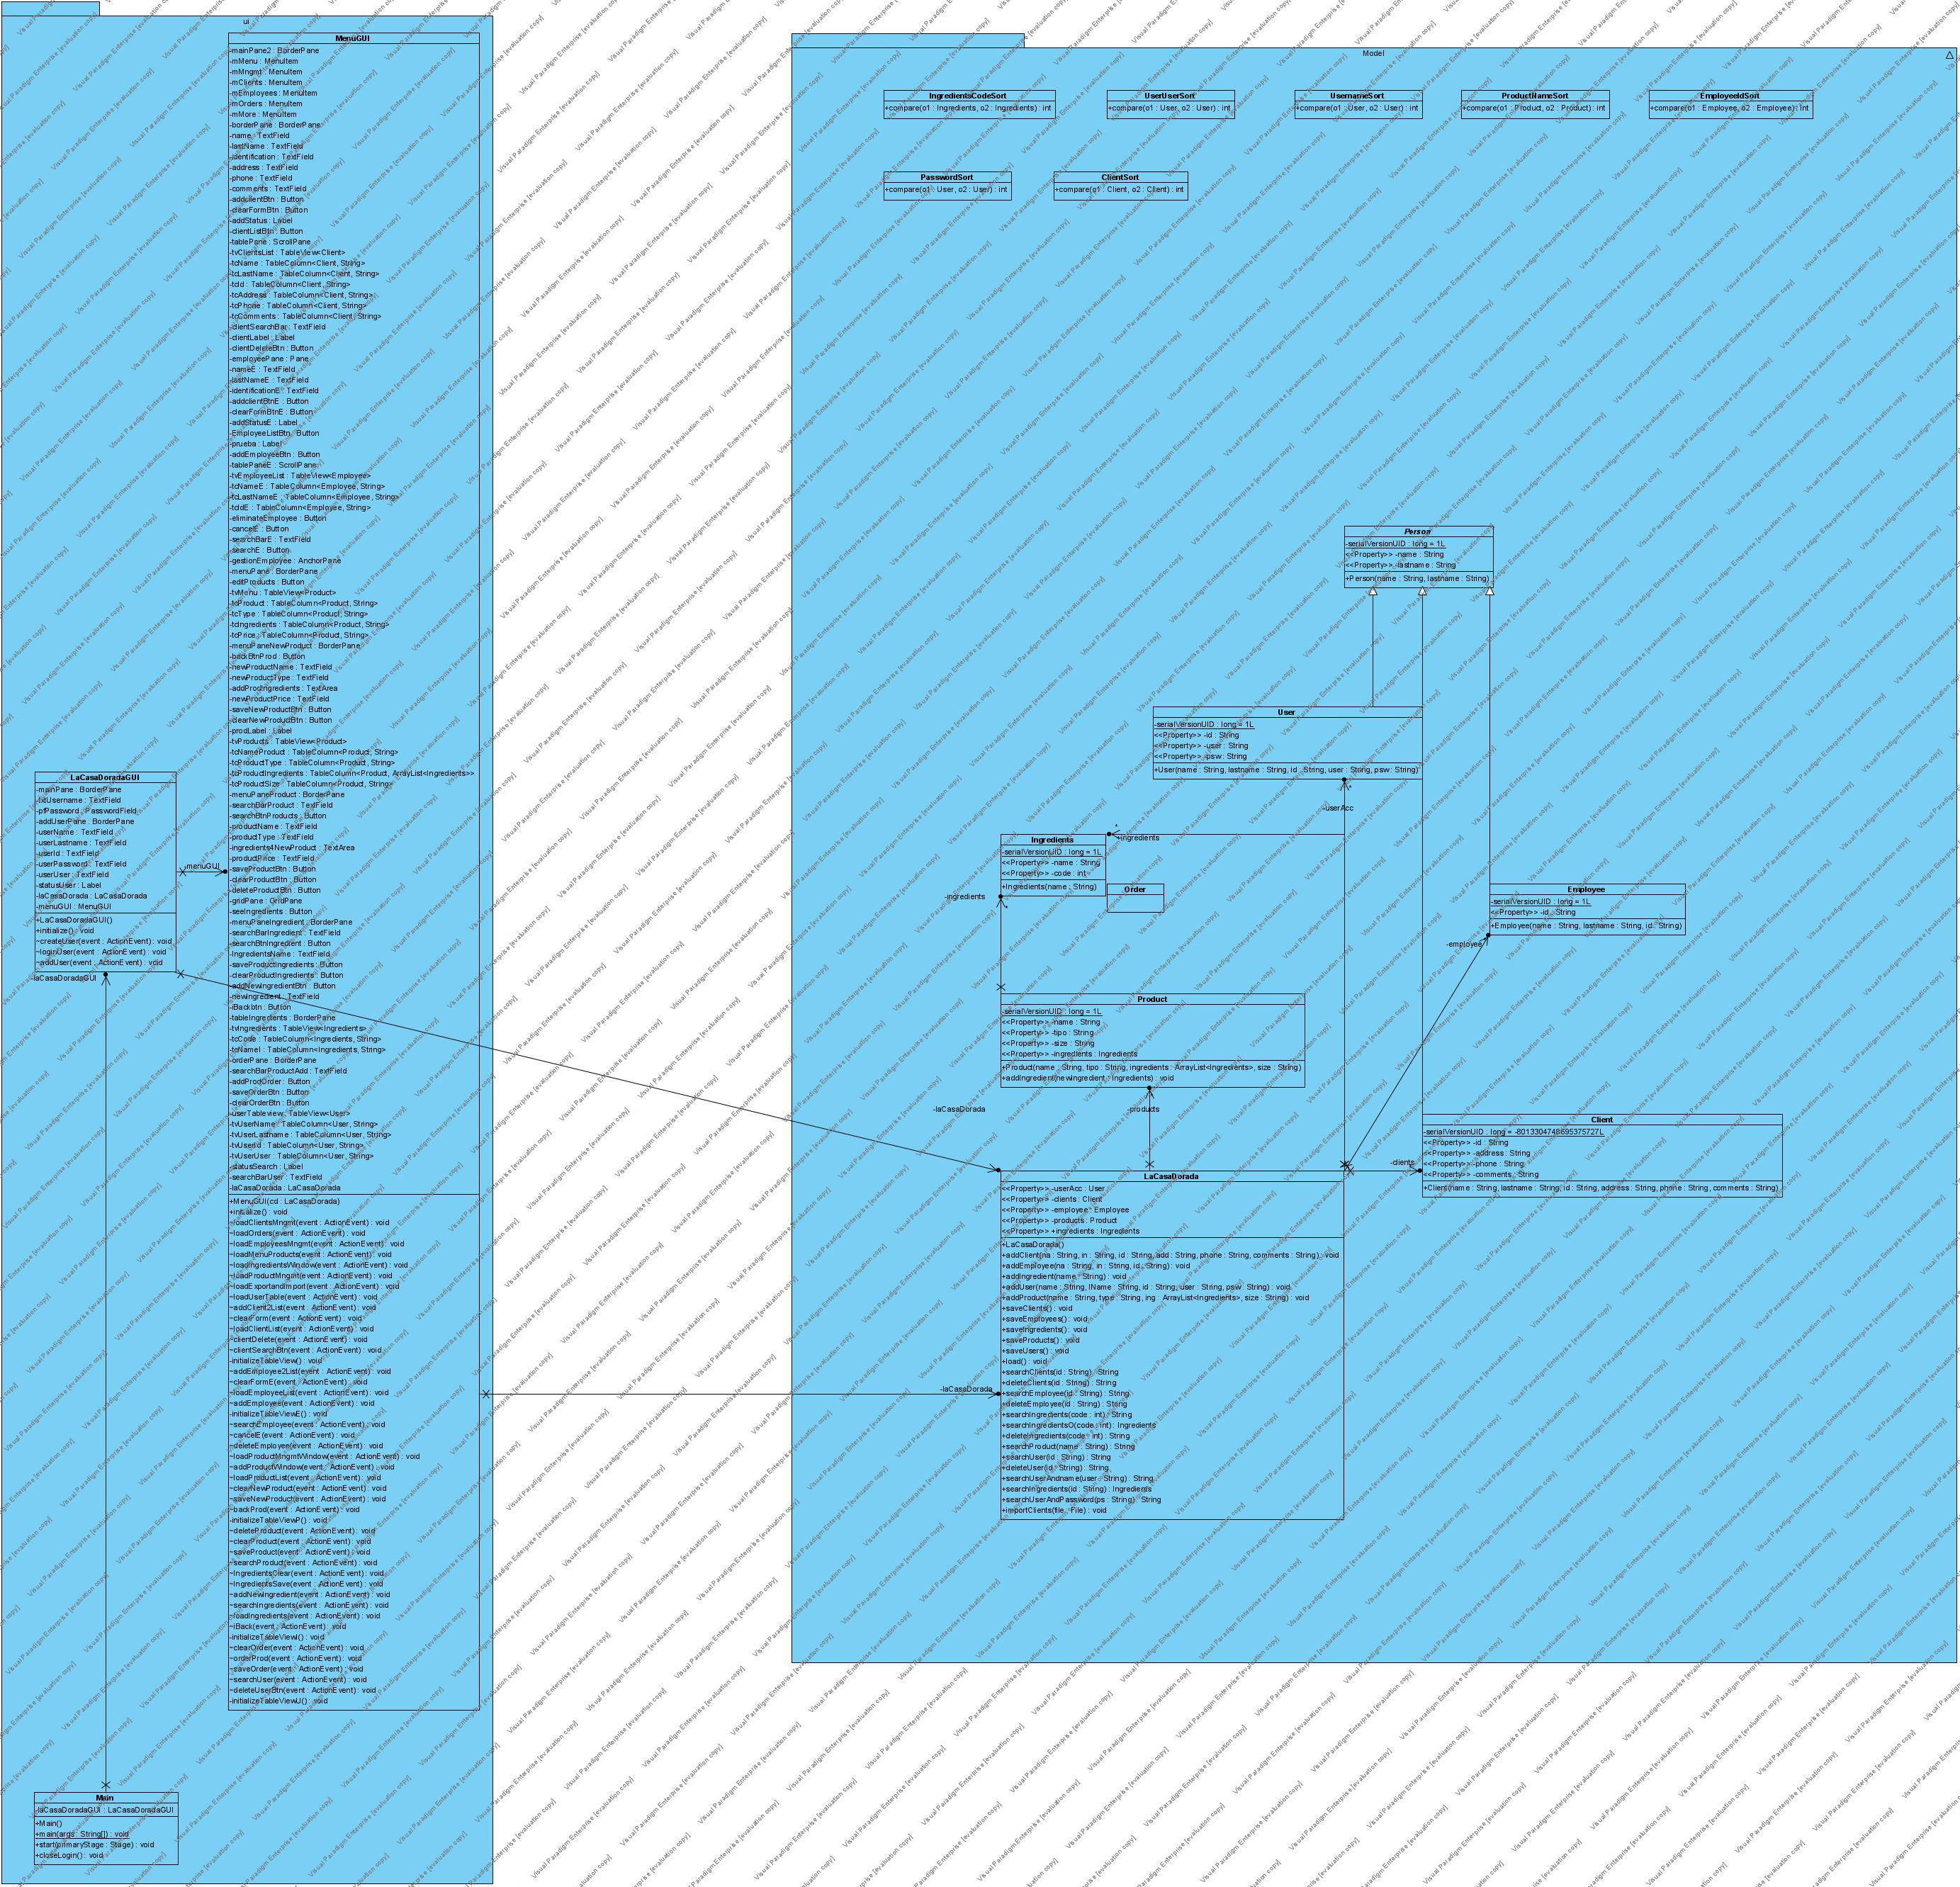 ui
MenuGUI
-mainPane2 : BorderPane
-mMenu : MenuItem
-mMngmt : MenuItem
-mClients : MenuItem
-mEmployees : MenuItem
-mOrders : MenuItem
-mMore : MenuItem
-borderPane : BorderPane
-name : TextField
-lastName : TextField
-identification : TextField
-address : TextField
-phone : TextField
-comments : TextField
-addclientBtn : Button
-clearFormBtn : Button
-addStatus : Label
-clientListBtn : Button
-tablePane : ScrollPane
-tvClientsList : TableView<Client>
-tcName : TableColumn<Client, String>
-tcLastName : TableColumn<Client, String>
-tcId : TableColumn<Client, String>
-tcAddress : TableColumn<Client, String>
-tcPhone : TableColumn<Client, String>
-tcComments : TableColumn<Client, String>
-clientSearchBar : TextField
-clientLabel : Label
-clientDeleteBtn : Button
-employeePane : Pane
-nameE : TextField
-lastNameE : TextField
-identificationE : TextField
-addclientBtnE : Button
-clearFormBtnE : Button
-addStatusE : Label
-EmployeeListBtn : Button
-prueba : Label
-addEmployeeBtn : Button
-tablePaneE : ScrollPane
-tvEmployeeList : TableView<Employee>
-tcNameE : TableColumn<Employee, String>
-tcLastNameE : TableColumn<Employee, String>
-tcIdE : TableColumn<Employee, String>
-eliminateEmployee : Button
-cancelE : Button
-searchBarE : TextField
-searchE : Button
-gestionEmployee : AnchorPane
-menuPane : BorderPane
-editProducts : Button
-tvMenu : TableView<Product>
-tcProduct : TableColumn<Product, String>
-tcType : TableColumn<Product, String>
-tcIngredients : TableColumn<Product, String>
-tcPrice : TableColumn<Product, String>
-menuPaneNewProduct : BorderPane
-backBtnProd : Button
-newProductName : TextField
-newProductType : TextField
-addProdIngredients : TextArea
-newProductPrice : TextField
-saveNewProductBtn : Button
-clearNewProductBtn : Button
-prodLabel : Label
-tvProducts : TableView<Product>
-tcNameProduct : TableColumn<Product, String>
-tcProductType : TableColumn<Product, String>
-tcProductIngredients : TableColumn<Product, ArrayList<Ingredients>>
-tcProductSize : TableColumn<Product, String>
-menuPaneProduct : BorderPane
-searchBarProduct : TextField
-searchBtnProducts : Button
-productName : TextField
-productType : TextField
-ingredients4NewProduct : TextArea
-productPrice : TextField
-saveProductBtn : Button
-clearProductBtn : Button
-deleteProductBtn : Button
-gridPane : GridPane
-seeIngredients : Button
-menuPaneIngredient : BorderPane
-searchBarIngredient : TextField
-searchBtnIngredient : Button
-IngredientsName : TextField
-saveProductIngredients : Button
-clearProductIngredients : Button
-addNewIngredientBtn : Button
-newIngredient : TextField
-iBackbtn : Button
-tableIngredients : BorderPane
-tvIngredients : TableView<Ingredients>
-tcCode : TableColumn<Ingredients, String>
-tcNameI : TableColumn<Ingredients, String>
-orderPane : BorderPane
-searchBarProductAdd : TextField
-addProdOrder : Button
-saveOrderBtn : Button
-clearOrderBtn : Button
-userTableview : TableView<User>
-tvUserName : TableColumn<User, String>
-tvUserLastname : TableColumn<User, String>
-tvUserId : TableColumn<User, String>
-tvUserUser : TableColumn<User, String>
-statusSearch : Label
-searchBarUser : TextField
-laCasaDorada : LaCasaDorada
+MenuGUI(cd : LaCasaDorada)
+initialize() : void
~loadClientsMngmt(event : ActionEvent) : void
~loadOrders(event : ActionEvent) : void
~loadEmployeesMngmt(event : ActionEvent) : void
~loadMenuProducts(event : ActionEvent) : void
~loadIngredientsWindow(event : ActionEvent) : void
~loadProductMngmt(event : ActionEvent) : void
~loadExportandImport(event : ActionEvent) : void
~loadUserTable(event : ActionEvent) : void
~addClient2List(event : ActionEvent) : void
~clearForm(event : ActionEvent) : void
~loadClientList(event : ActionEvent) : void
~clientDelete(event : ActionEvent) : void
~clientSearchBtn(event : ActionEvent) : void
-initializeTableView() : void
~addEmployee2List(event : ActionEvent) : void
~clearFormE(event : ActionEvent) : void
~loadEmployeeList(event : ActionEvent) : void
~addEmployee(event : ActionEvent) : void
-initializeTableViewE() : void
~searchEmployee(event : ActionEvent) : void
~cancelE(event : ActionEvent) : void
~deleteEmployee(event : ActionEvent) : void
~loadProductMngmtWindow(event : ActionEvent) : void
~addProductWindow(event : ActionEvent) : void
~loadProductList(event : ActionEvent) : void
~clearNewProduct(event : ActionEvent) : void
~saveNewProduct(event : ActionEvent) : void
~backProd(event : ActionEvent) : void
-initializeTableViewP() : void
~deleteProduct(event : ActionEvent) : void
~clearProduct(event : ActionEvent) : void
~saveProduct(event : ActionEvent) : void
~searchProduct(event : ActionEvent) : void
~IngredientsClear(event : ActionEvent) : void
~IngredientsSave(event : ActionEvent) : void
~addNewIngredient(event : ActionEvent) : void
~searchIngredients(event : ActionEvent) : void
~loadIngredients(event : ActionEvent) : void
~iBack(event : ActionEvent) : void
-initializeTableViewI() : void
~clearOrder(event : ActionEvent) : void
~orderProd(event : ActionEvent) : void
~saveOrder(event : ActionEvent) : void
~searchUser(event : ActionEvent) : void
~deleteUserBtn(event : ActionEvent) : void
-initializeTableViewU() : void
LaCasaDoradaGUI
-mainPane : BorderPane
-txtUsername : TextField
-pfPassword : PasswordField
-addUserPane : BorderPane
-userName : TextField
-userLastname : TextField
-userId : TextField
-userPassword : TextField
-userUser : TextField
-statusUser : Label
-laCasaDorada : LaCasaDorada
-menuGUI : MenuGUI
+LaCasaDoradaGUI()
+initialize() : void
~createUser(event : ActionEvent) : void
~loginUser(event : ActionEvent) : void
~addUser(event : ActionEvent) : void
-menuGUI
-laCasaDoradaGUI
Main
-laCasaDoradaGUI : LaCasaDoradaGUI
+Main()
+main(args : String[]) : void
+start(primaryStage : Stage) : void
+closeLogin() : void
Model
IngredientsCodeSort
+compare(o1 : Ingredients, o2 : Ingredients) : int
UserUserSort
+compare(o1 : User, o2 : User) : int
UsernameSort
+compare(o1 : User, o2 : User) : int
ProductNameSort
+compare(o1 : Product, o2 : Product) : int
EmployeeIdSort
+compare(o1 : Employee, o2 : Employee) : int
PasswordSort
+compare(o1 : User, o2 : User) : int
ClientSort
+compare(o1 : Client, o2 : Client) : int
Person
-serialVersionUID : long = 1L
<<Property>> -name : String
<<Property>> -lastname : String
+Person(name : String, lastname : String)
User
-serialVersionUID : long = 1L
<<Property>> -id : String
<<Property>> -user : String
<<Property>> -psw : String
+User(name : String, lastname : String, id : String, user : String, psw : String)
-userAcc
*
Ingredients
-serialVersionUID : long = 1L
<<Property>> -name : String
<<Property>> -code : int
+Ingredients(name : String)
*
+ingredients
-ingredients
*
Order
Employee
-serialVersionUID : long = 1L
<<Property>> -id : String
+Employee(name : String, lastname : String, id : String)
-employee
Product
-serialVersionUID : long = 1L
<<Property>> -name : String
<<Property>> -tipo : String
<<Property>> -size : String
<<Property>> -ingredients : Ingredients
+Product(name : String, tipo : String, ingredients : ArrayList<Ingredients>, size : String)
+addIngredient(newIngredient : Ingredients) : void
-laCasaDorada
-products
Client
-serialVersionUID : long = -8013304748695375727L
<<Property>> -id : String
<<Property>> -address : String
<<Property>> -phone : String
<<Property>> -comments : String
+Client(name : String, lastname : String, id : String, address : String, phone : String, comments : String)
-clients
LaCasaDorada
<<Property>> -userAcc : User
<<Property>> -clients : Client
<<Property>> -employee : Employee
<<Property>> -products : Product
<<Property>> +ingredients : Ingredients
+LaCasaDorada()
+addClient(na : String, ln : String, id : String, add : String, phone : String, comments : String) : void
+addEmployee(na : String, ln : String, id : String) : void
+addIngredient(name : String) : void
+addUser(name : String, lName : String, id : String, user : String, psw : String) : void
+addProduct(name : String, type : String, ing : ArrayList<Ingredients>, size : String) : void
+saveClients() : void
+saveEmployees() : void
+saveIngredients() : void
+saveProducts() : void
+saveUsers() : void
+load() : void
+searchClients(id : String) : String
+deleteClients(id : String) : String
+searchEmployee(id : String) : String
+deleteEmployee(id : String) : String
+searchIngredients(code : int) : String
+searchIngredientsO(code : int) : Ingredients
+deleteIngredients(code : int) : String
+searchProduct(name : String) : String
+searchUser(id : String) : String
+deleteUser(id : String) : String
+searchUserAndname(user : String) : String
+searchIngredients(id : String) : Ingredients
+searchUserAndPassword(ps : String) : String
+importClients(file : File) : void
-laCasaDorada
Visual Paradigm Enterprise [evaluation copy]